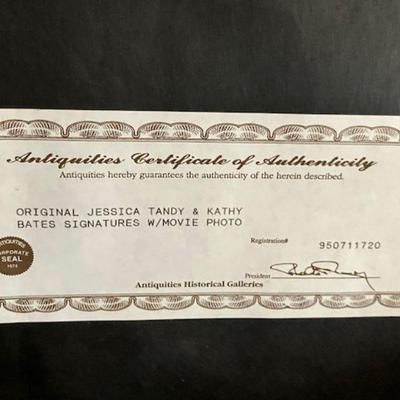 Antiquities Certificate of Authenticity
Antiquities hereby guarantees the authenticity of the herein described.
ORIGINAL JESSICA TANDY & KATHY
BATES SIGNATURES W/MOVIE PHOTO
Registration# 950711720
ANTIQUITIES
CORPORATE
SEAL
President
Antiquities Historical Galleries